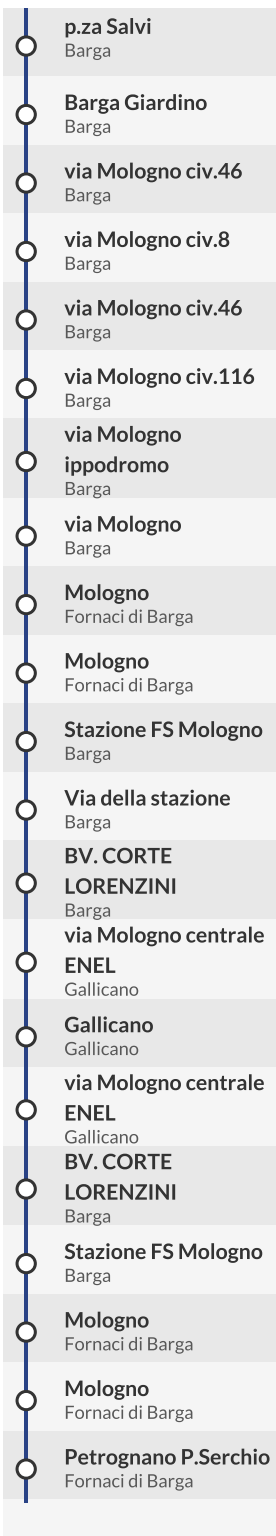 p.za Salvi
Barga
Barga Giardino
Barga
via Mologno civ.46
Barga
via Mologno civ.8
Barga
via Mologno civ.46
Barga
via Mologno civ.116
Barga
via Mologno
ippodromo
Barga
via Mologno
Barga
Mologno
Fornaci di Barga
Mologno
Fornaci di Barga
Stazione FS Mologno
Barga
Via della stazione
Barga
BV. CORTE
LORENZINI
Barga
via Mologno centrale
ENEL
Gallicano
Gallicano
Gallicano
via Mologno centrale
ENEL
Gallicano
BV. CORTE
LORENZINI
Barga
Stazione FS Mologno
Barga
Mologno
Fornaci di Barga
Mologno
Fornaci di Barga
Petrognano P.Serchio
Fornaci di Barga